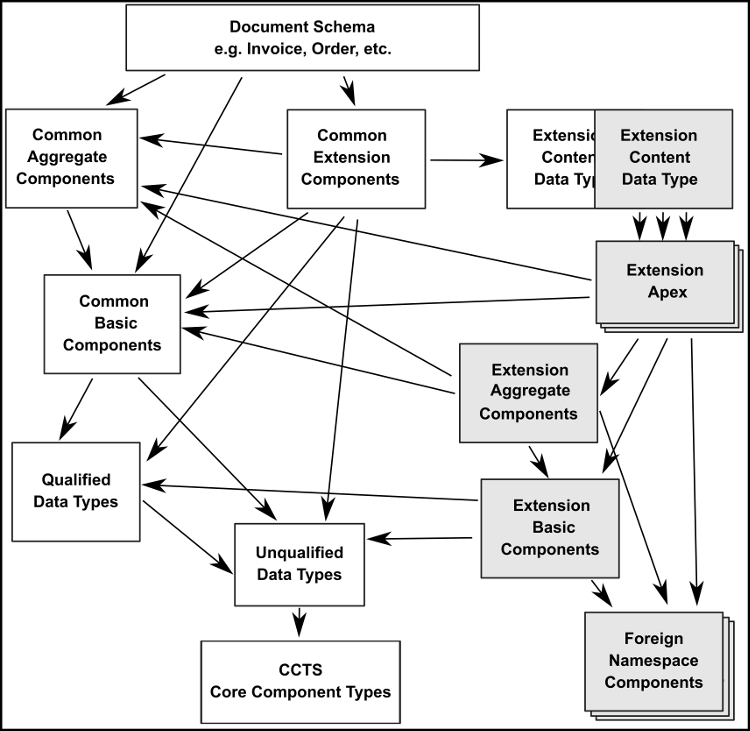 Document Schema
e.g. Invoice, Order, etc.
Common
Aggregate
Components
Common
Extension
Components
Extensio
Conten
Data Typ
Extension
Content
Data Type
Extension
Apex
Common
Basic
Components
Extension
Aggregate
Components
Qualified
Data Types
Extension
Basic
Components
Unqualified
Data Types
Foreign
Namespace
Components
CCTS
Core Component Types